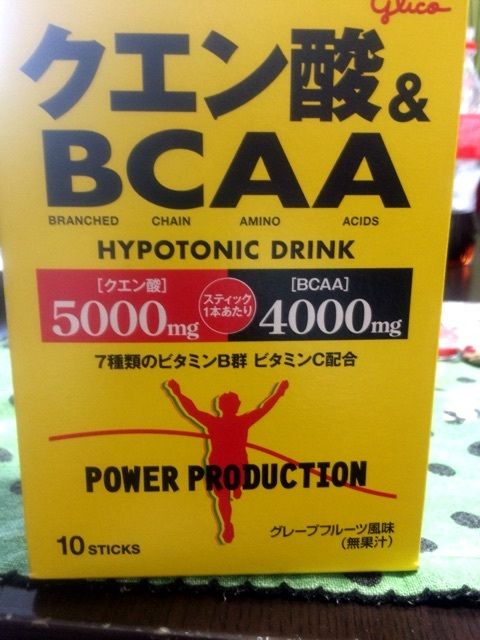 Glico
クエン酸&
BCAA
BRANCHED CHAIN AMINO ACIDS
HYPOTONIC DRINK
[クエン酸]
5000mg
スティック
1本あたり
[BCAA]
4000mg
7種類のビタミンB群 ビタミンC配合
POWER PRODUCTION
グレープフルーツ風味
(無果汁)
10 STICKS